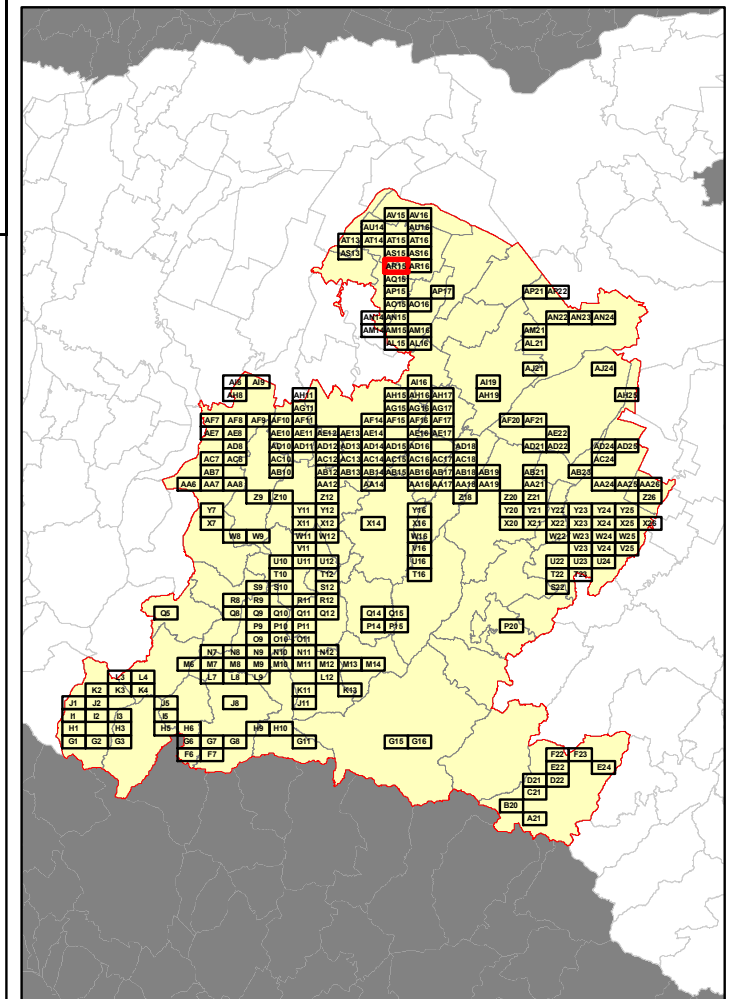 AV15 AV16
AU14 AU16
AT13 AT14 AT15 AT16
AS13 AS15 AS16
AR15 AR16
AQ15
AP15 AP17 AP21 AP22
AO15 AO16
AN14 AN15 AN22 AN23 AN24
AM14 AM15 AM16 AM21
AL15 AL16 AL21
AJ21 AJ24
AI8 AI9 AI16 AI19
AH8 AH11 AH15 AH16 AH17 AH19 AH25
AG11 AG15 AG16 AG17
AF7 AF8 AF9 AF10 AF11 AF14 AF15 AF16 AF17 AF20 AF21
AE7 AE8 AE10 AE11 AE12 AE13 AE14 AE16 AE17 AE22
AD8 AD10 AD11 AD12 AD13 AD14 AD15 AD16 AD18 AD21 AD22 AD24 AD25
AC7 AC8 AC10 AC12 AC13 AC14 AC15 AC16 AC17 AC18 AC24
AB7 AB10 AB12 AB13 AB14 AB15 AB16 AB17 AB18 AB19 AB21 AB23
AA6 AA7 AA8 AA12 AA14 AA16 AA17 AA18 AA19 AA21 AA24 AA25 AA26
Z9 Z10 Z12 Z18 Z20 Z21 Z26
Y7 Y11 Y12 Y16 Y20 Y21 Y22 Y23 Y24 Y25
X7 X11 X12 X14 X16 X20 X21 X22 X23 X24 X25 X26
W8 W9 W11 W12 W16 W22 W23 W24 W25
V11 V16 V23 V24 V25
U10 U11 U12 U16 U22 U23 U24
T10 T12 T16 T22 T23
S9 S10 S12 S22
R8 R9 R11 R12
Q5 Q8 Q9 Q10 Q11 Q12 Q14 Q15
P9 P10 P11 P14 P15 P20
O9 O10 O11
N7 N8 N9 N10 N11 N12
M6 M7 M8 M9 M10 M11 M12 M13 M14
L3 L4 L7 L8 L9 L12
K2 K3 K4 K11 K13
J1 J2 J5 J8 J11
I1 I2 I3 I5
H1 H3 H5 H6 H9 H10
G1 G2 G3 G6 G7 G8 G11 G15 G16
F6 F7 F22 F23
E22 E24
D21 D22
C21
B20
A21